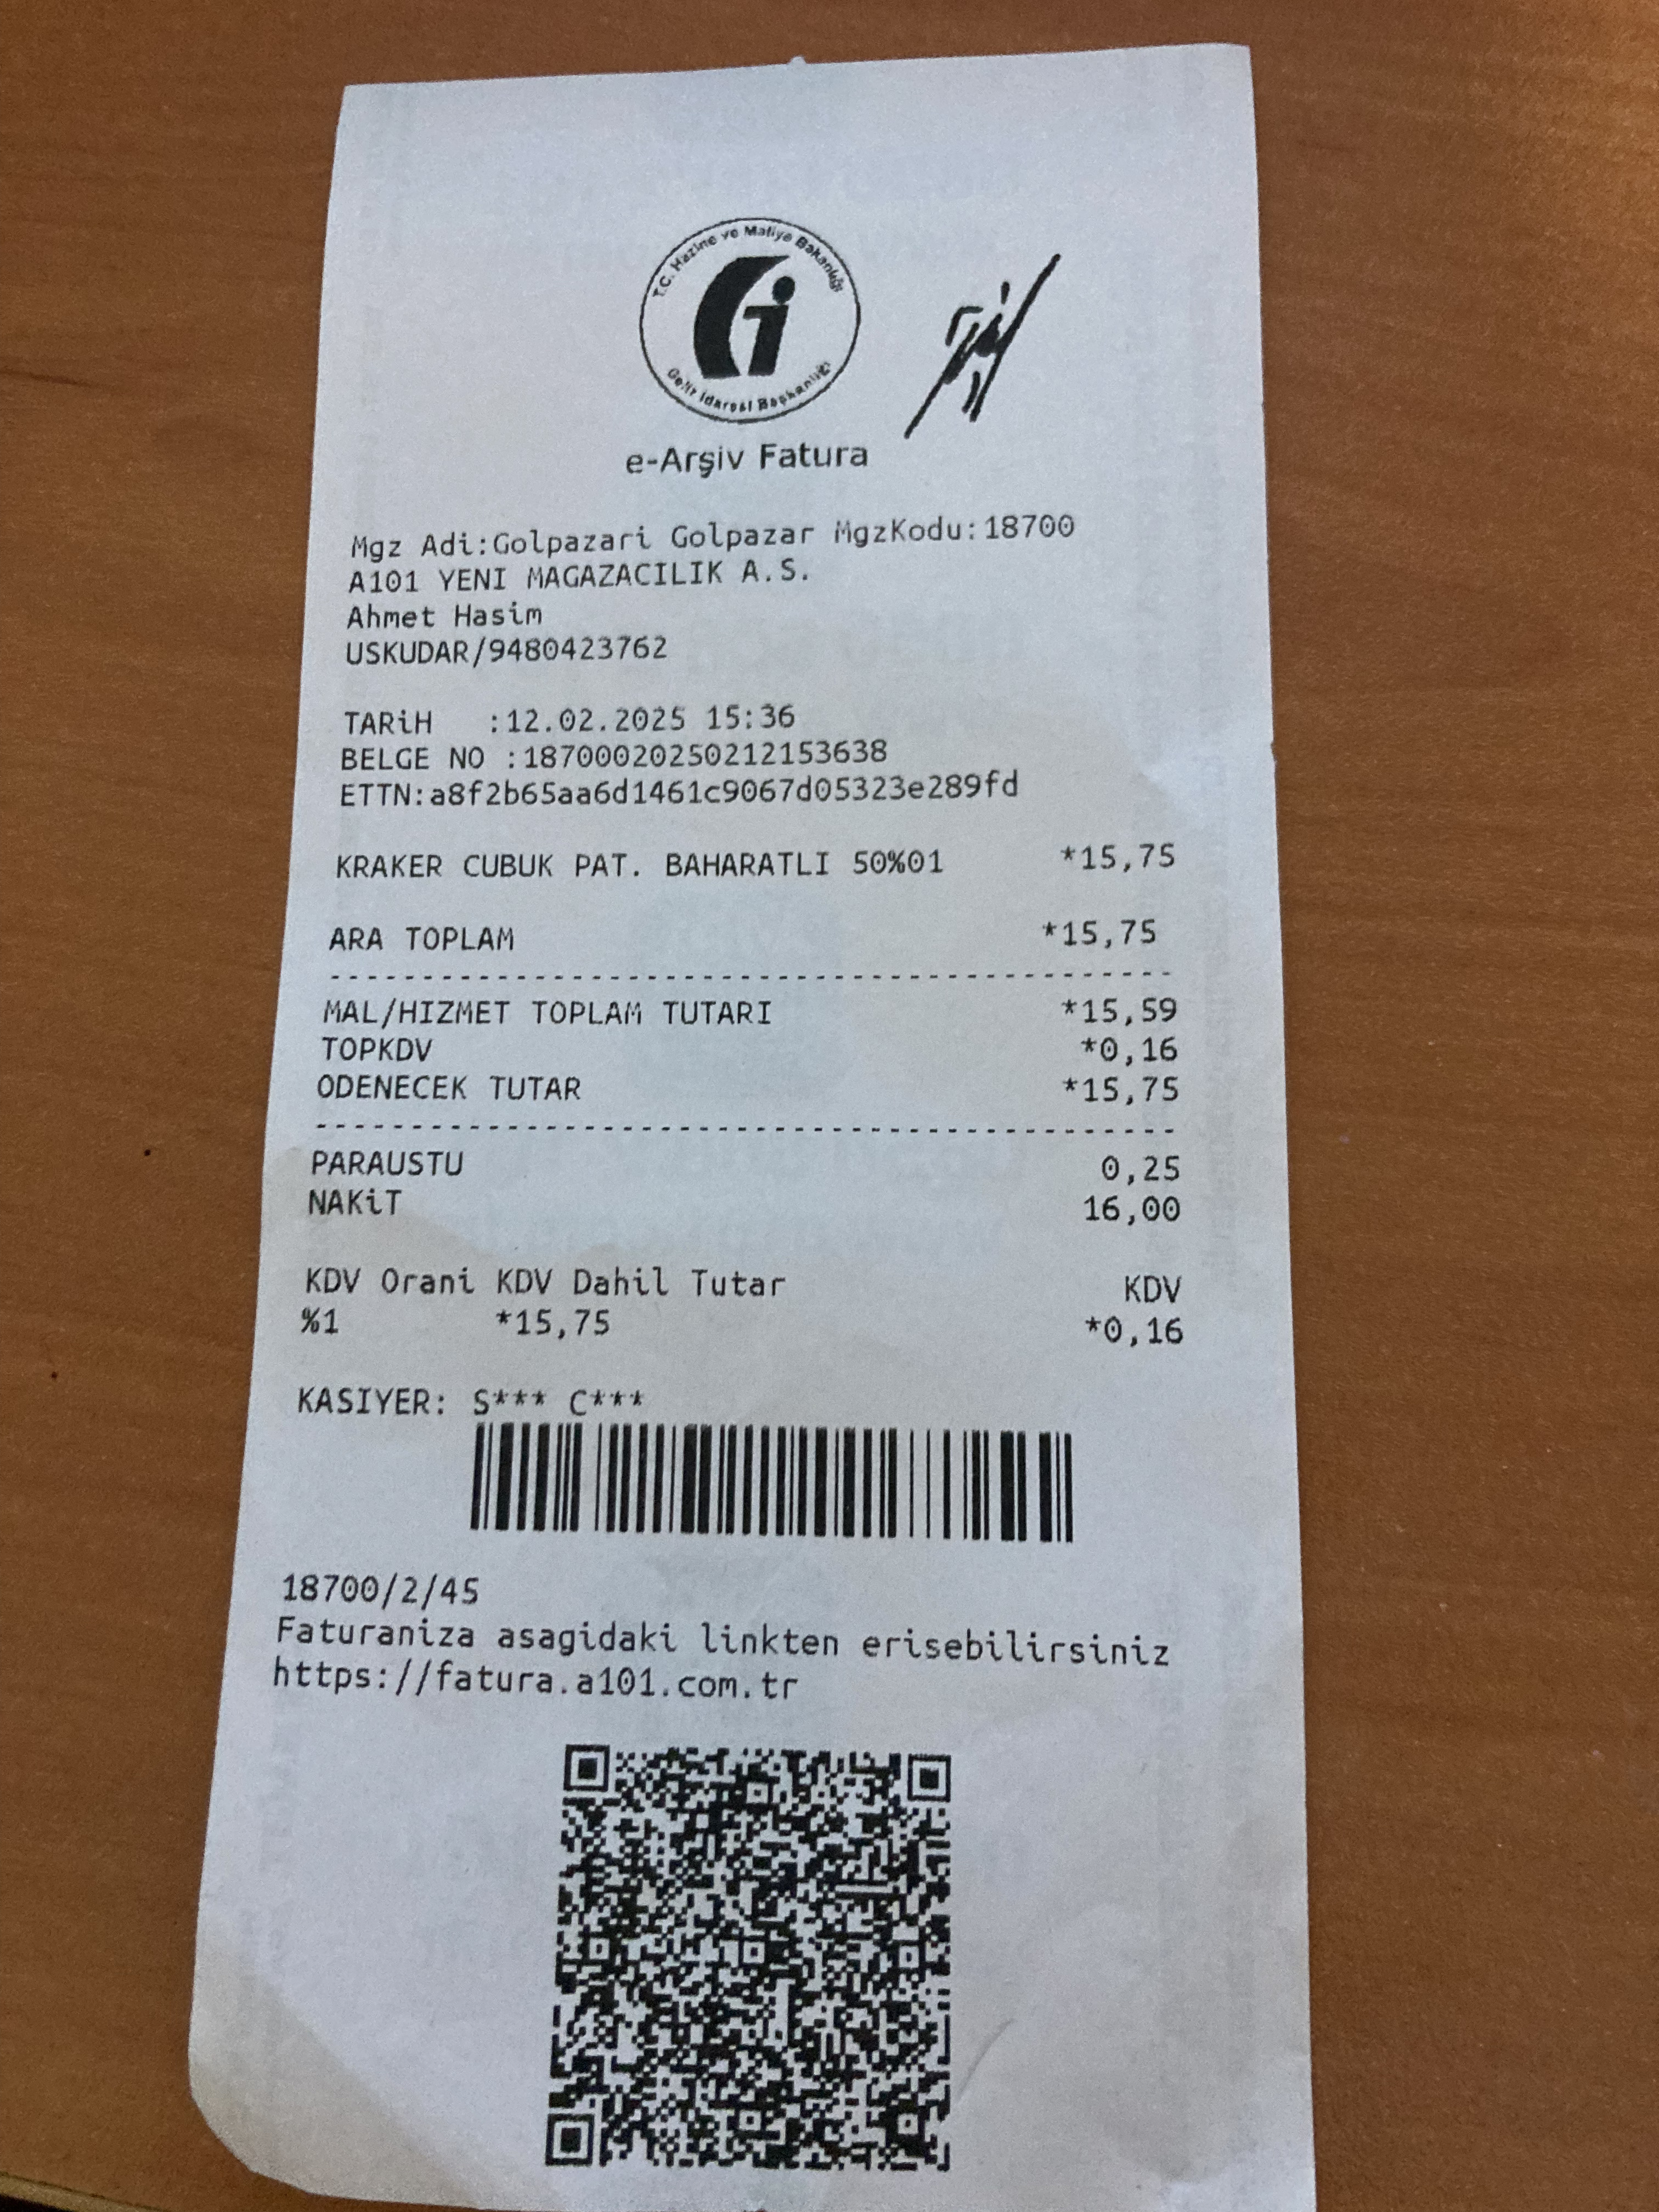 T.C. Hazine ve Maliye Bakanlığı
Gelir İdaresi Başkanlığı
e-Arşiv Fatura
Mgz Adi:Golpazari Golpazar MgzKodu:18700
A101 YENI MAGAZACILIK A.S.
Ahmet Hasim
USKUDAR/9480423762
TARiH :12.02.2025 15:36
BELGE NO :18700020250212153638
ETTN:a8f2b65aa6d1461c9067d05323e289fd
KRAKER CUBUK PAT. BAHARATLI 50%01 *15,75
ARA TOPLAM *15,75
MAL/HIZMET TOPLAM TUTARI *15,59
TOPKDV *0,16
ODENECEK TUTAR *15,75
PARAUSTU 0,25
NAKiT 16,00
KDV Orani KDV Dahil Tutar KDV
%1 *15,75 *0,16
KASIYER: S*** C***
18700/2/45
Faturaniza asagidaki linkten erisebilirsiniz
https://fatura.a101.com.tr